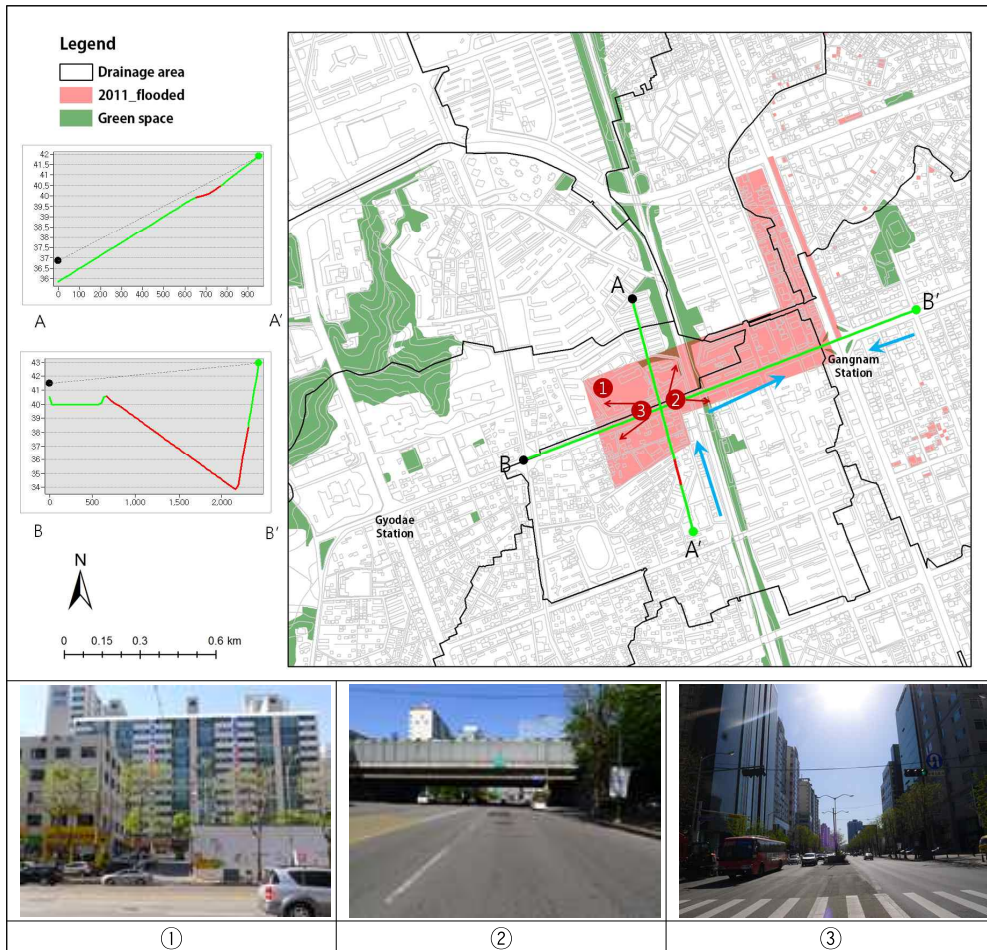 Legend
Drainage area
2011_flooded
Green space
42
41.5
41
40.5
40
39.5
39
38.5
38
37.5
37
36.5
36
0 100 200 300 400 500 600 700 800 900
A A′
43
42
41
40
39
38
37
36
35
34
0 500 1,000 1,500 2,000
B B′
N
0 0.15 0.3 0.6 km
A
B′
Gangnam
Station
1
2
3
B
Gyodae
Station
A′
① ② ③